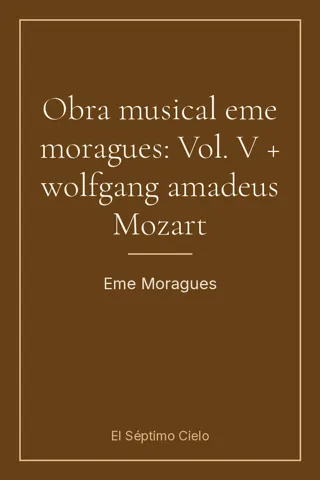 Obra musical eme
moragues: Vol. V +
wolfgang amadeus
Mozart
Eme Moragues
El Séptimo Cielo